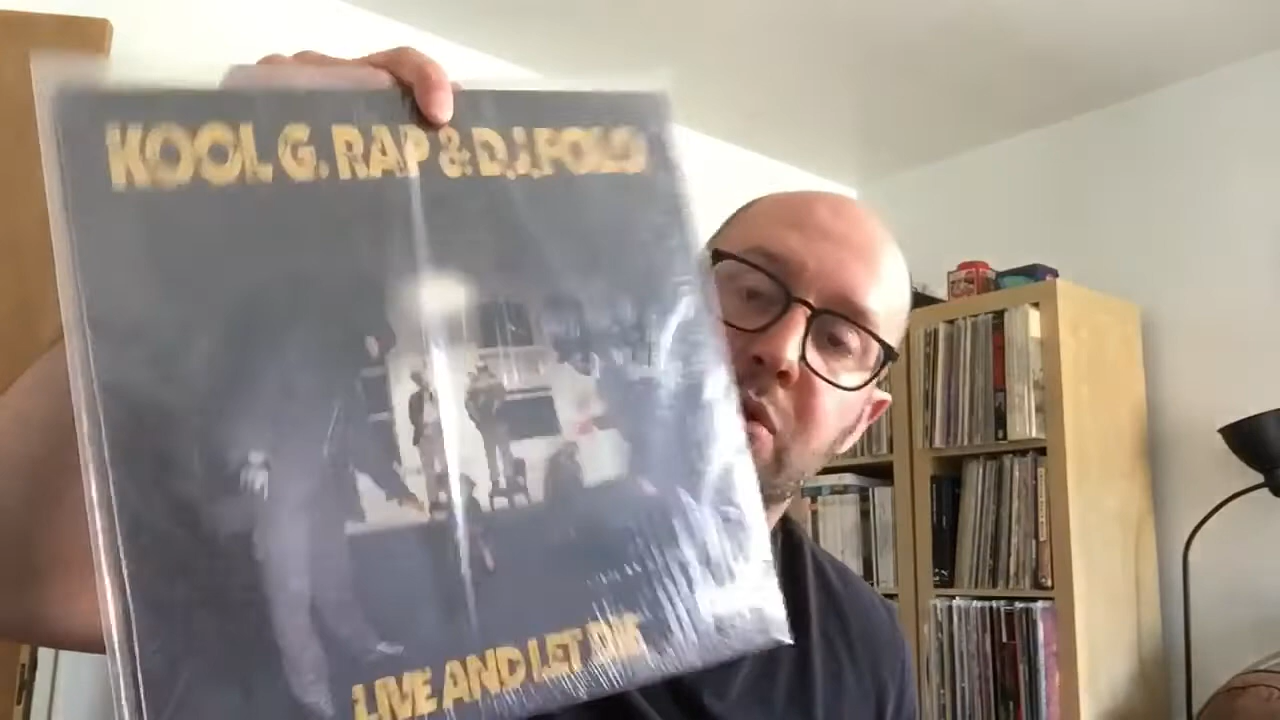 KOOL G. RAP & D.J. POLO
LIVE AND LET DIE